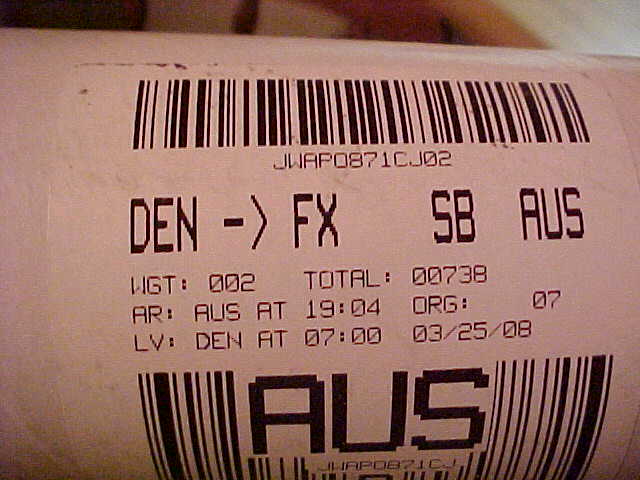 JWAP0871CJ02
DEN -> FX SB AUS
WGT: 002 TOTAL: 00738
AR: AUS AT 19:04 ORG: 07
LV: DEN AT 07:00 03/25/08
AUS
JWAP0871CJ